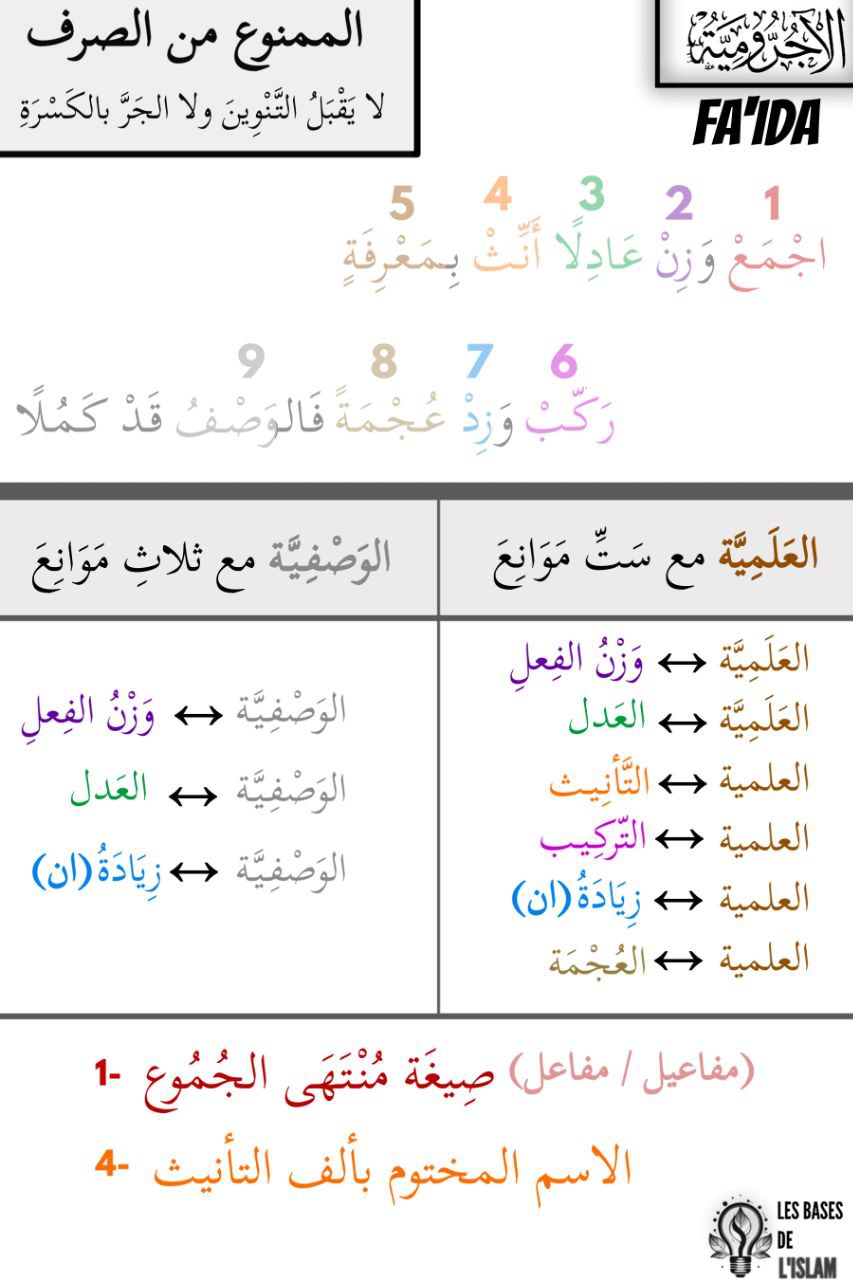 الآجُرُّومِيَّةُ
FA'IDA
الممنوع من الصرف
لا يَقْبَلُ التَّنْوِينَ ولا الجَرَّ بالكَسْرَةِ
1 2 3 4 5
اجْمَعْ وَزِنْ عَادِلًا أَنِّثْ بِمَعْرِفَةٍ
6 7 8 9
رَكِّبْ وَزِدْ عُجْمَةً فَالوَصْفُ قَدْ كَمُلًا
العَلَمِيَّة مع سَتِّ مَوَانِعَ
العَلَمِيَّة ↔ وَزْنُ الفِعلِ
العَلَمِيَّة ↔ العَدل
العلمية ↔ التَّأنِيث
العلمية ↔ التّركِيب
العلمية ↔ زِيَادَةُ (ان)
العلمية ↔ العُجْمَة
الوَصْفِيَّة مع ثلاثِ مَوَانِعَ
الوَصْفِيَّة ↔ وَزْنُ الفِعلِ
الوَصْفِيَّة ↔ العَدل
الوَصْفِيَّة ↔ زِيَادَةُ (ان)
1- صِيغَة مُنْتَهَى الجُمُوع (مفاعيل / مفاعل)
4- الاسم المختوم بألف التأنيث
LES BASES
DE
L'ISLAM